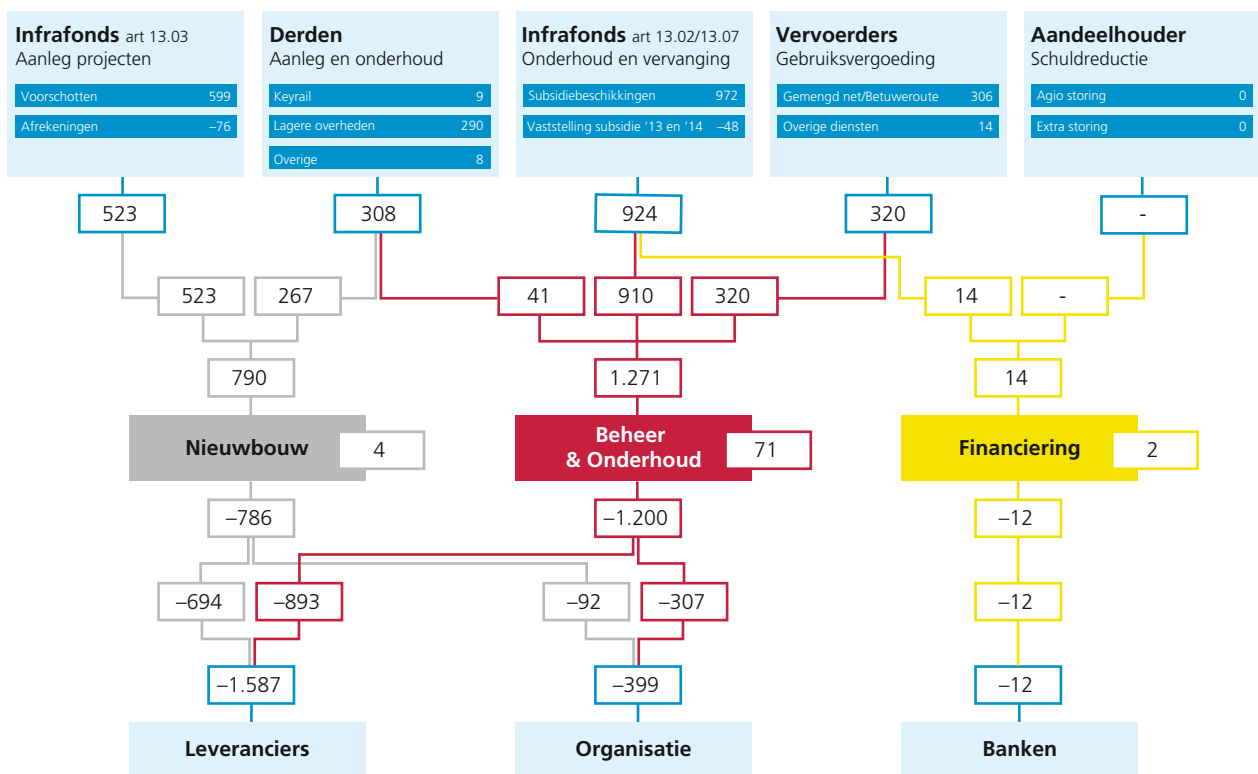 Infrafonds art 13.03
Aanleg projecten
Voorschotten 599
Afrekeningen –76
Derden
Aanleg en onderhoud
Keyrail 9
Lagere overheden 290
Overige 8
Infrafonds art 13.02/13.07
Onderhoud en vervanging
Subsidiebeschikkingen 972
Vaststelling subsidie ’13 en ’14 –48
Vervoerders
Gebruiksvergoeding
Gemengd net/Betuweroute 306
Overige diensten 14
Aandeelhouder
Schuldreductie
Agio storing 0
Extra storing 0
523 308 924 320 -
523 267 41 910 320 14 -
790 1.271 14
Nieuwbouw 4
Beheer
& Onderhoud 71
Financiering 2
–786 –1.200 –12
–694 –893 –92 –307 –12
–1.587 –399 –12
Leveranciers Organisatie Banken